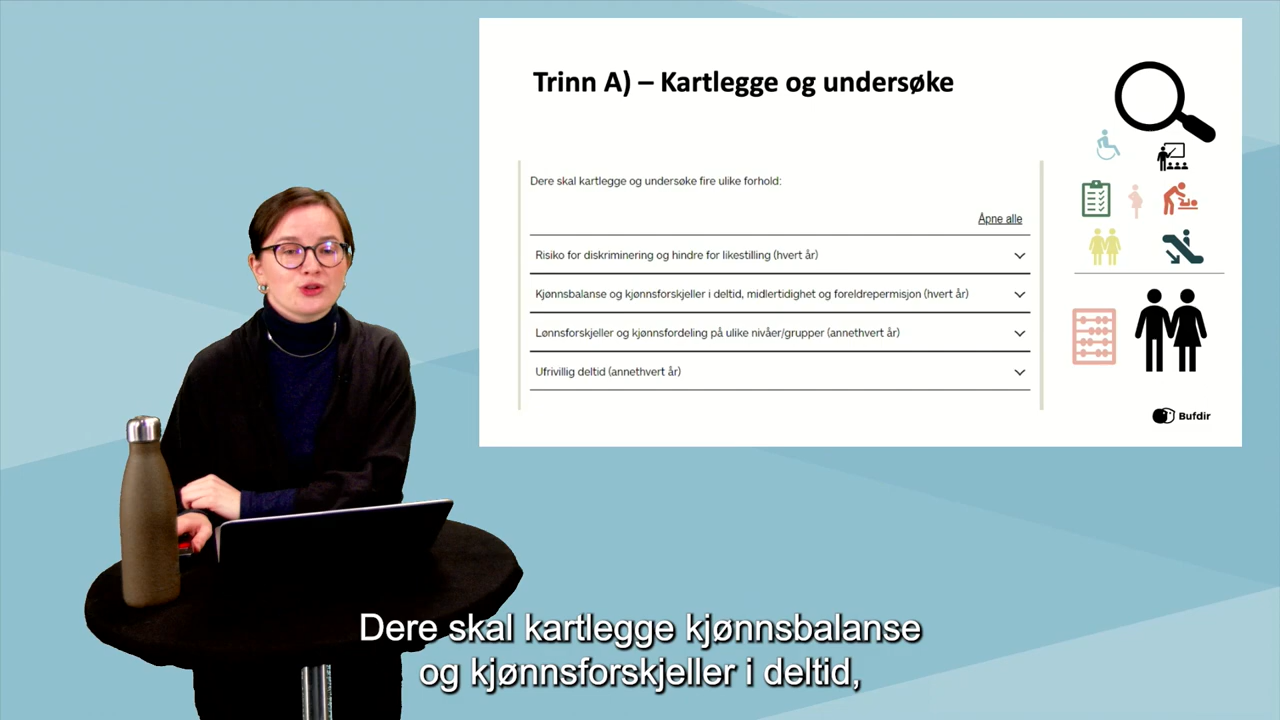 Trinn A) – Kartlegge og undersøke
Dere skal kartlegge og undersøke fire ulike forhold:
Åpne alle
Risiko for diskriminering og hindre for likestilling (hvert år)
Kjønnsbalanse og kjønnsforskjeller i deltid, midlertidighet og foreldrepermisjon (hvert år)
Lønnsforskjeller og kjønnsfordeling på ulike nivåer/grupper (annethvert år)
Ufrivillig deltid (annethvert år)
Bufdir
Dere skal kartlegge kjønnsbalanse
og kjønnsforskjeller i deltid,